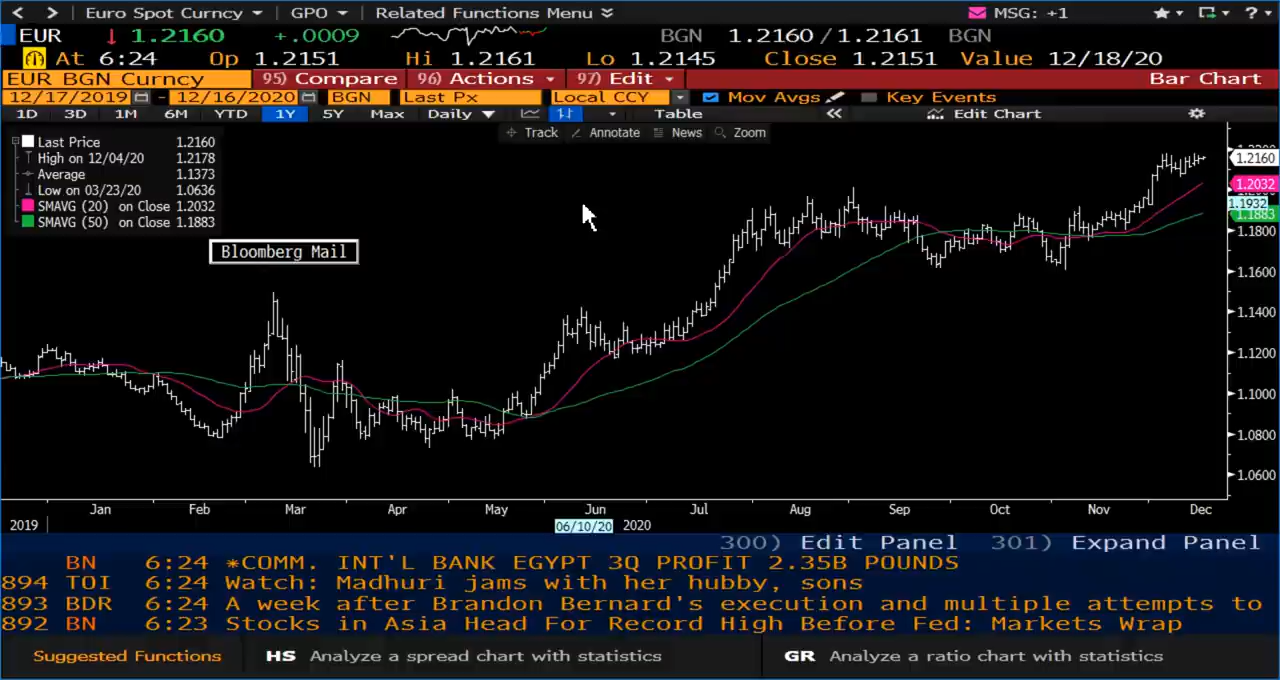 Euro Spot Curncy GPO Related Functions Menu MSG: +1 ?
EUR 1.2160 +.0009 BGN 1.2160 / 1.2161 BGN
At 6:24 Op 1.2151 Hi 1.2161 Lo 1.2145 Close 1.2151 Value 12/18/20
EUR BGN Curncy 95) Compare 96) Actions 97) Edit Bar Chart
12/17/2019 - 12/16/2020 BGN Last Px Local CCY Mov Avgs Key Events
1D 3D 1M 6M YTD 1Y 5Y Max Daily Table Edit Chart
Track Annotate News Zoom
Last Price 1.2160
High on 12/04/20 1.2178
Average 1.1373
Low on 03/23/20 1.0636
SMAVG (20) on Close 1.2032
SMAVG (50) on Close 1.1883
Bloomberg Mail
1.2160
1.2032
1.1932
1.1883
1.1800
1.1600
1.1400
1.1200
1.1000
1.0800
1.0600
Jan Feb Mar Apr May Jun Jul Aug Sep Oct Nov Dec
2019 06/10/20 2020
300) Edit Panel 301) Expand Panel
BN 6:24 *COMM. INT'L BANK EGYPT 3Q PROFIT 2.35B POUNDS
894 TOI 6:24 Watch: Madhuri jams with her hubby, sons
893 BDR 6:24 A week after Brandon Bernard's execution and multiple attempts to
892 BN 6:23 Stocks in Asia Head For Record High Before Fed: Markets Wrap
Suggested Functions HS Analyze a spread chart with statistics GR Analyze a ratio chart with statistics